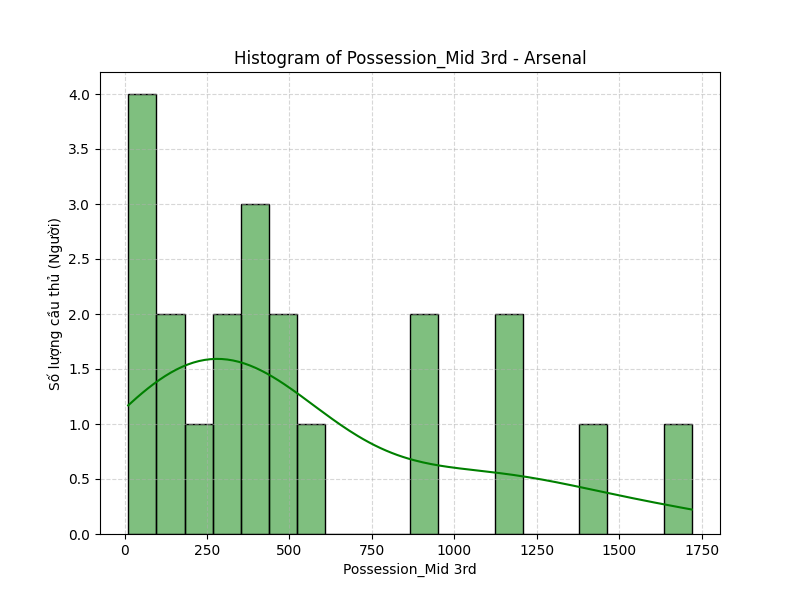 Histogram of Possession_Mid 3rd - Arsenal
Số lượng cầu thủ (Người)
4.0
3.5
3.0
2.5
2.0
1.5
1.0
0.5
0.0
0 250 500 750 1000 1250 1500 1750
Possession_Mid 3rd